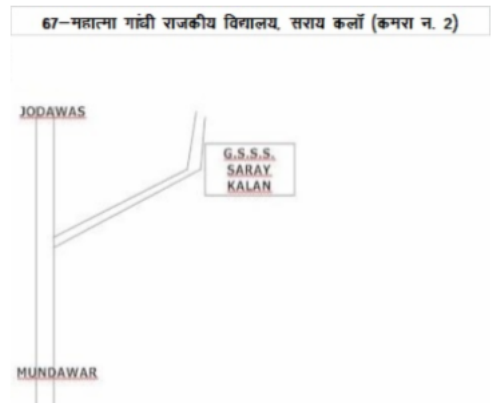 67–महात्मा गांधी राजकीय विद्यालय, सराय कलॉ (कमरा न. 2)
JODAWAS
G.S.S.S.
SARAY
KALAN
MUNDAWAR